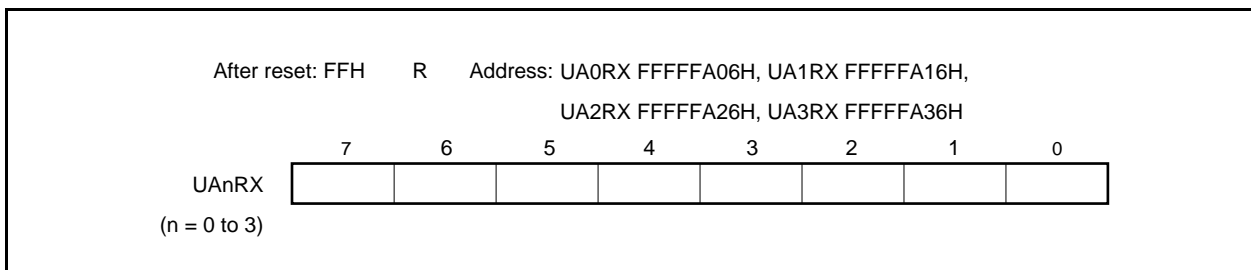 After reset: FFH R Address: UA0RX FFFFFA06H, UA1RX FFFFFA16H,
UA2RX FFFFFA26H, UA3RX FFFFFA36H
7 6 5 4 3 2 1 0
UAnRX
(n = 0 to 3)